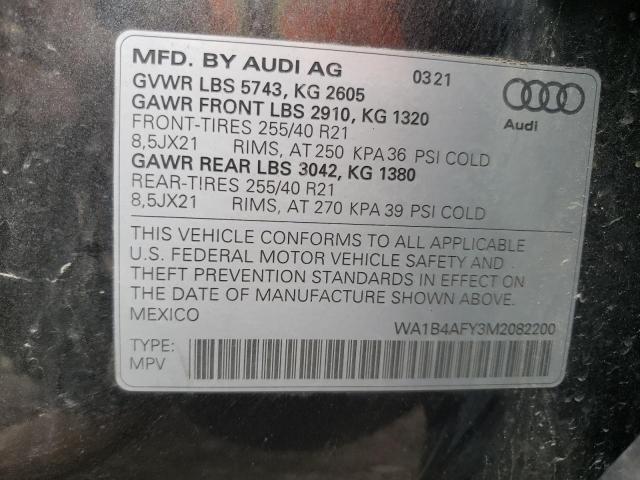 MFD. BY AUDI AG 03 21
GVWR LBS 5743, KG 2605
GAWR FRONT LBS 2910, KG 1320
FRONT-TIRES 255/40 R21
8,5JX21 RIMS, AT 250 KPA 36 PSI COLD
GAWR REAR LBS 3042, KG 1380
REAR-TIRES 255/40 R21
8,5JX21 RIMS, AT 270 KPA 39 PSI COLD
Audi
THIS VEHICLE CONFORMS TO ALL APPLICABLE
U.S. FEDERAL MOTOR VEHICLE SAFETY AND
THEFT PREVENTION STANDARDS IN EFFECT ON
THE DATE OF MANUFACTURE SHOWN ABOVE.
MEXICO WA1B4AFY3M2082200
TYPE:
MPV